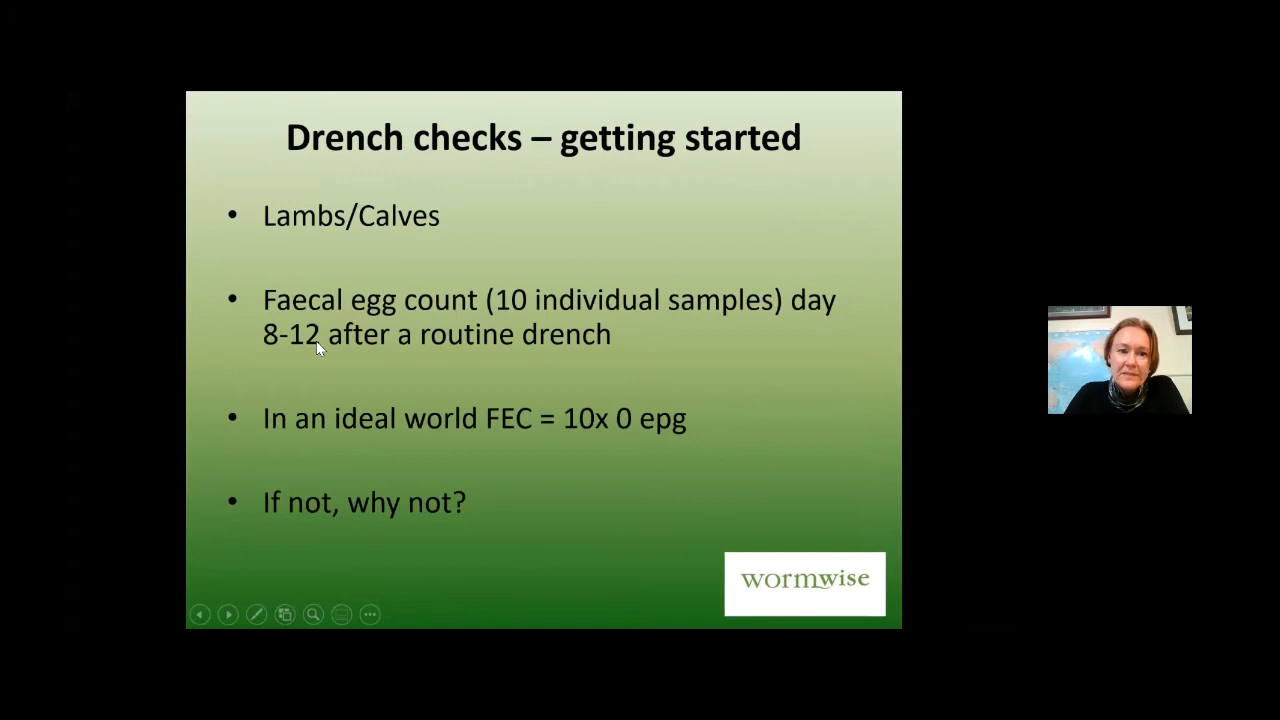 Drench checks – getting started
• Lambs/Calves
• Faecal egg count (10 individual samples) day
8-12 after a routine drench
• In an ideal world FEC = 10x 0 epg
• If not, why not?
wormwise